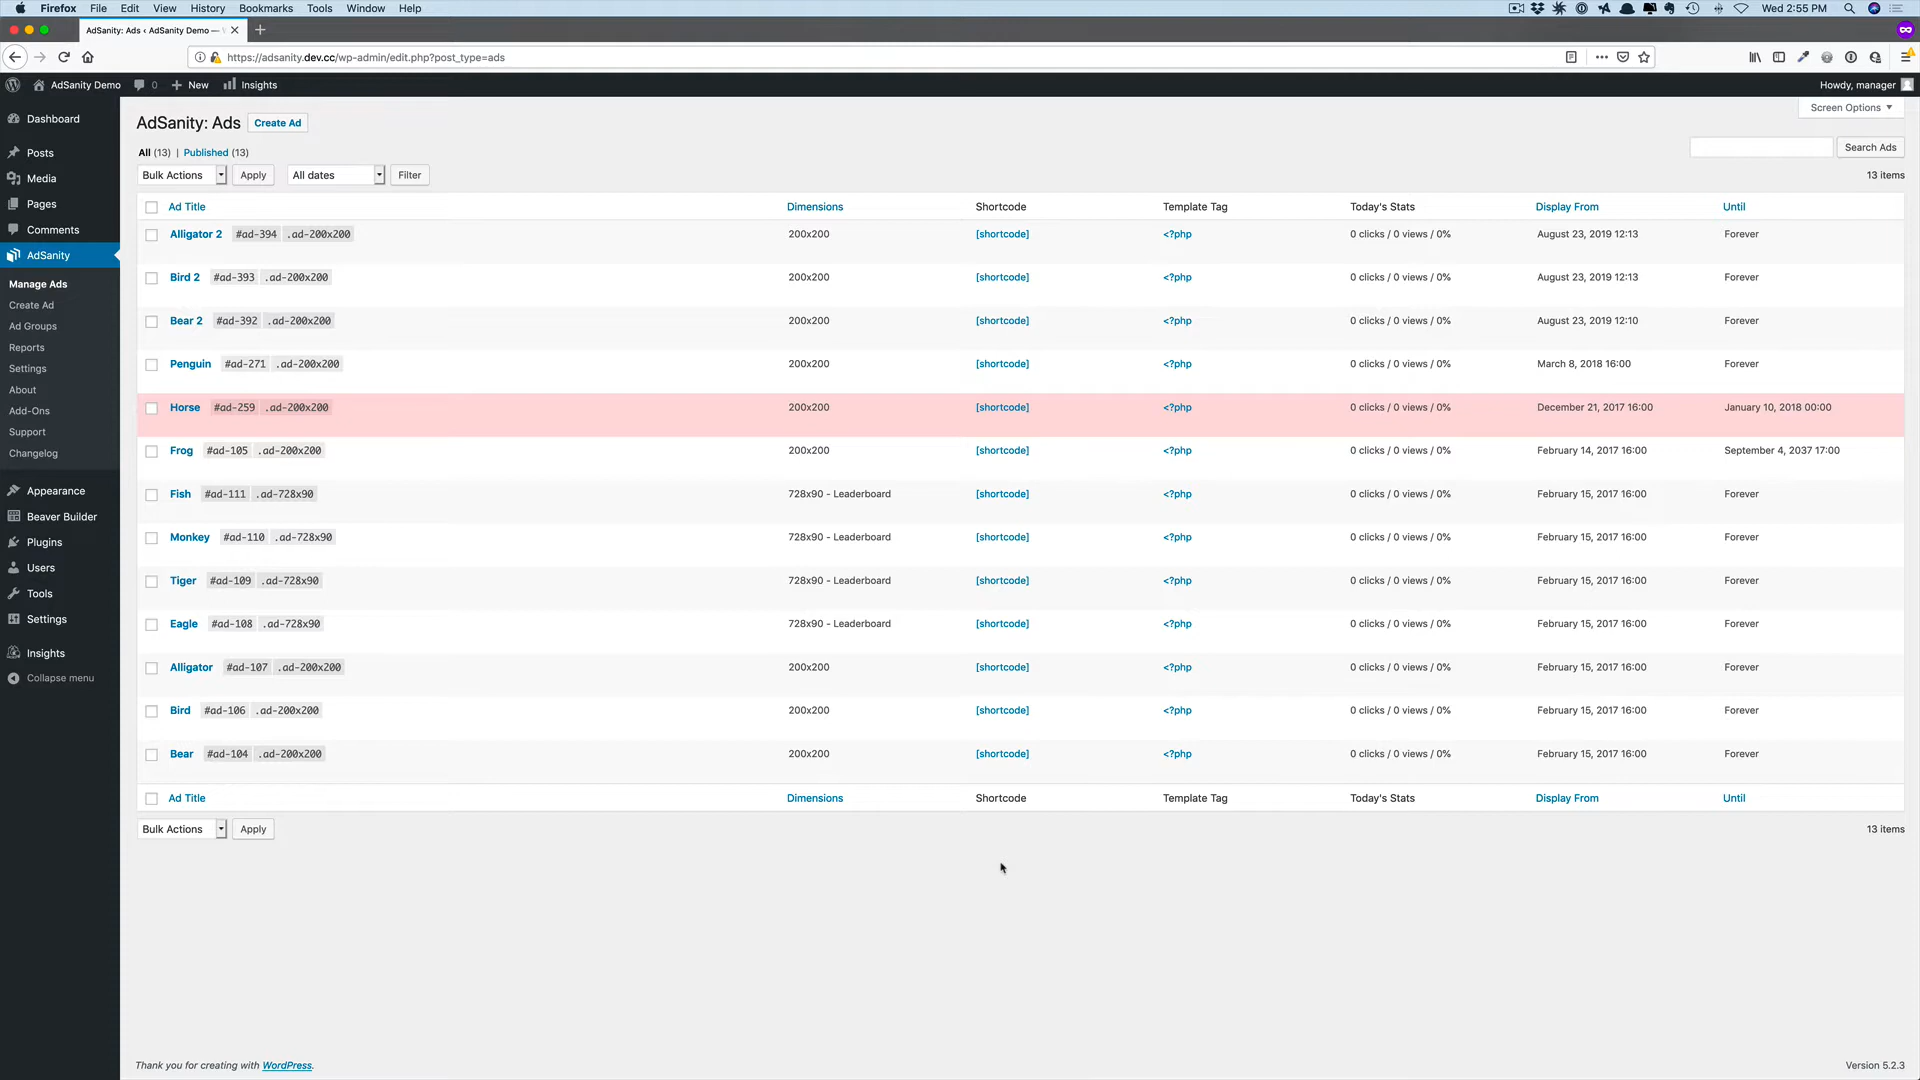 Firefox File Edit View History Bookmarks Tools Window Help Wed 2:55 PM
AdSanity: Ads ‹ AdSanity Demo —
https://adsanity.dev.cc/wp-admin/edit.php?post_type=ads
AdSanity Demo 0 New Insights Howdy, manager
Screen Options
Dashboard
Posts
Media
Pages
Comments
AdSanity
Manage Ads
Create Ad
Ad Groups
Reports
Settings
About
Add-Ons
Support
Changelog
Appearance
Beaver Builder
Plugins
Users
Tools
Settings
Insights
Collapse menu
AdSanity: Ads Create Ad
All (13) | Published (13)
Search Ads
Bulk Actions Apply All dates Filter 13 items
Ad Title Dimensions Shortcode Template Tag Today's Stats Display From Until
Alligator 2 #ad-394 .ad-200x200 200x200 [shortcode] <?php 0 clicks / 0 views / 0% August 23, 2019 12:13 Forever
Bird 2 #ad-393 .ad-200x200 200x200 [shortcode] <?php 0 clicks / 0 views / 0% August 23, 2019 12:13 Forever
Bear 2 #ad-392 .ad-200x200 200x200 [shortcode] <?php 0 clicks / 0 views / 0% August 23, 2019 12:10 Forever
Penguin #ad-271 .ad-200x200 200x200 [shortcode] <?php 0 clicks / 0 views / 0% March 8, 2018 16:00 Forever
Horse #ad-259 .ad-200x200 200x200 [shortcode] <?php 0 clicks / 0 views / 0% December 21, 2017 16:00 January 10, 2018 00:00
Frog #ad-105 .ad-200x200 200x200 [shortcode] <?php 0 clicks / 0 views / 0% February 14, 2017 16:00 September 4, 2037 17:00
Fish #ad-111 .ad-728x90 728x90 - Leaderboard [shortcode] <?php 0 clicks / 0 views / 0% February 15, 2017 16:00 Forever
Monkey #ad-110 .ad-728x90 728x90 - Leaderboard [shortcode] <?php 0 clicks / 0 views / 0% February 15, 2017 16:00 Forever
Tiger #ad-109 .ad-728x90 728x90 - Leaderboard [shortcode] <?php 0 clicks / 0 views / 0% February 15, 2017 16:00 Forever
Eagle #ad-108 .ad-728x90 728x90 - Leaderboard [shortcode] <?php 0 clicks / 0 views / 0% February 15, 2017 16:00 Forever
Alligator #ad-107 .ad-200x200 200x200 [shortcode] <?php 0 clicks / 0 views / 0% February 15, 2017 16:00 Forever
Bird #ad-106 .ad-200x200 200x200 [shortcode] <?php 0 clicks / 0 views / 0% February 15, 2017 16:00 Forever
Bear #ad-104 .ad-200x200 200x200 [shortcode] <?php 0 clicks / 0 views / 0% February 15, 2017 16:00 Forever
Ad Title Dimensions Shortcode Template Tag Today's Stats Display From Until
Bulk Actions Apply 13 items
Thank you for creating with WordPress. Version 5.2.3